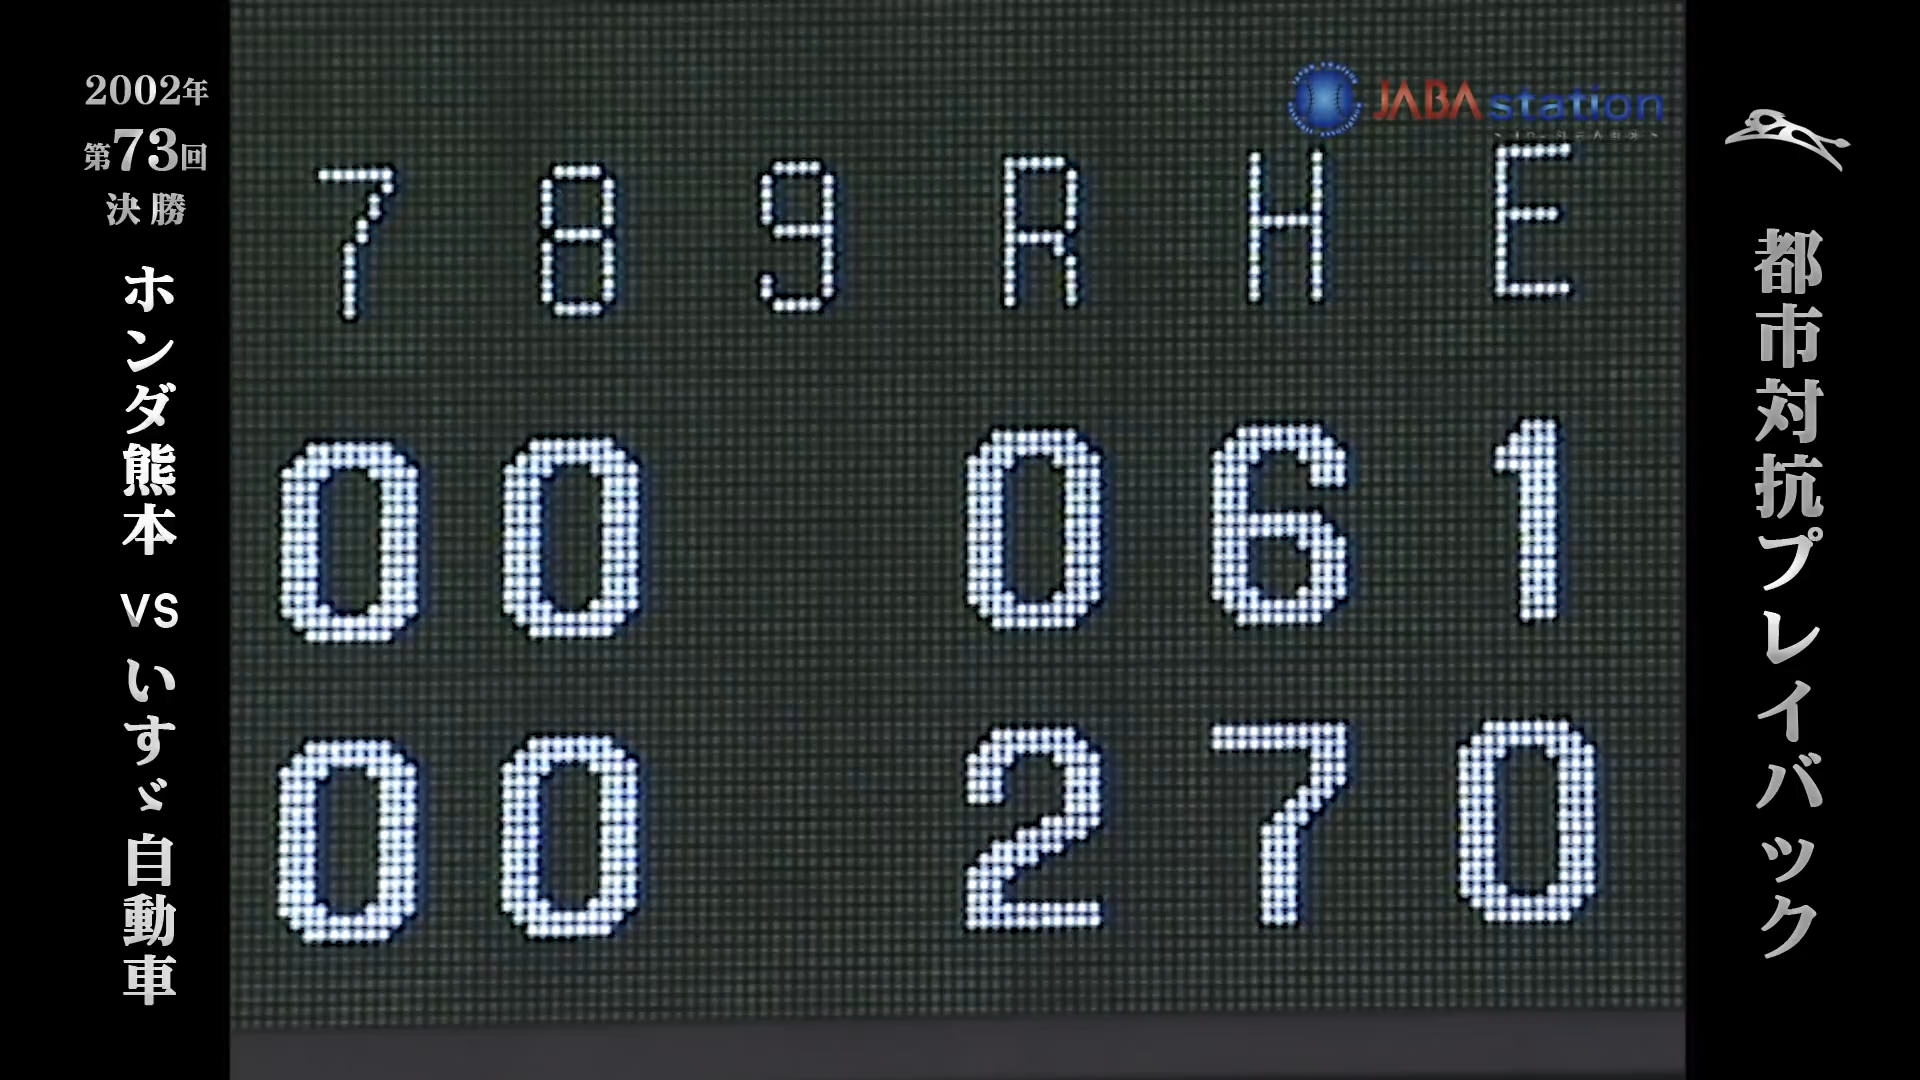 2002年
第73回
決勝
ホンダ熊本 VS いすゞ自動車
JABA station
7 8 9 R H E
0 0 0 6 1
0 0 2 7 0
都市対抗プレイバック